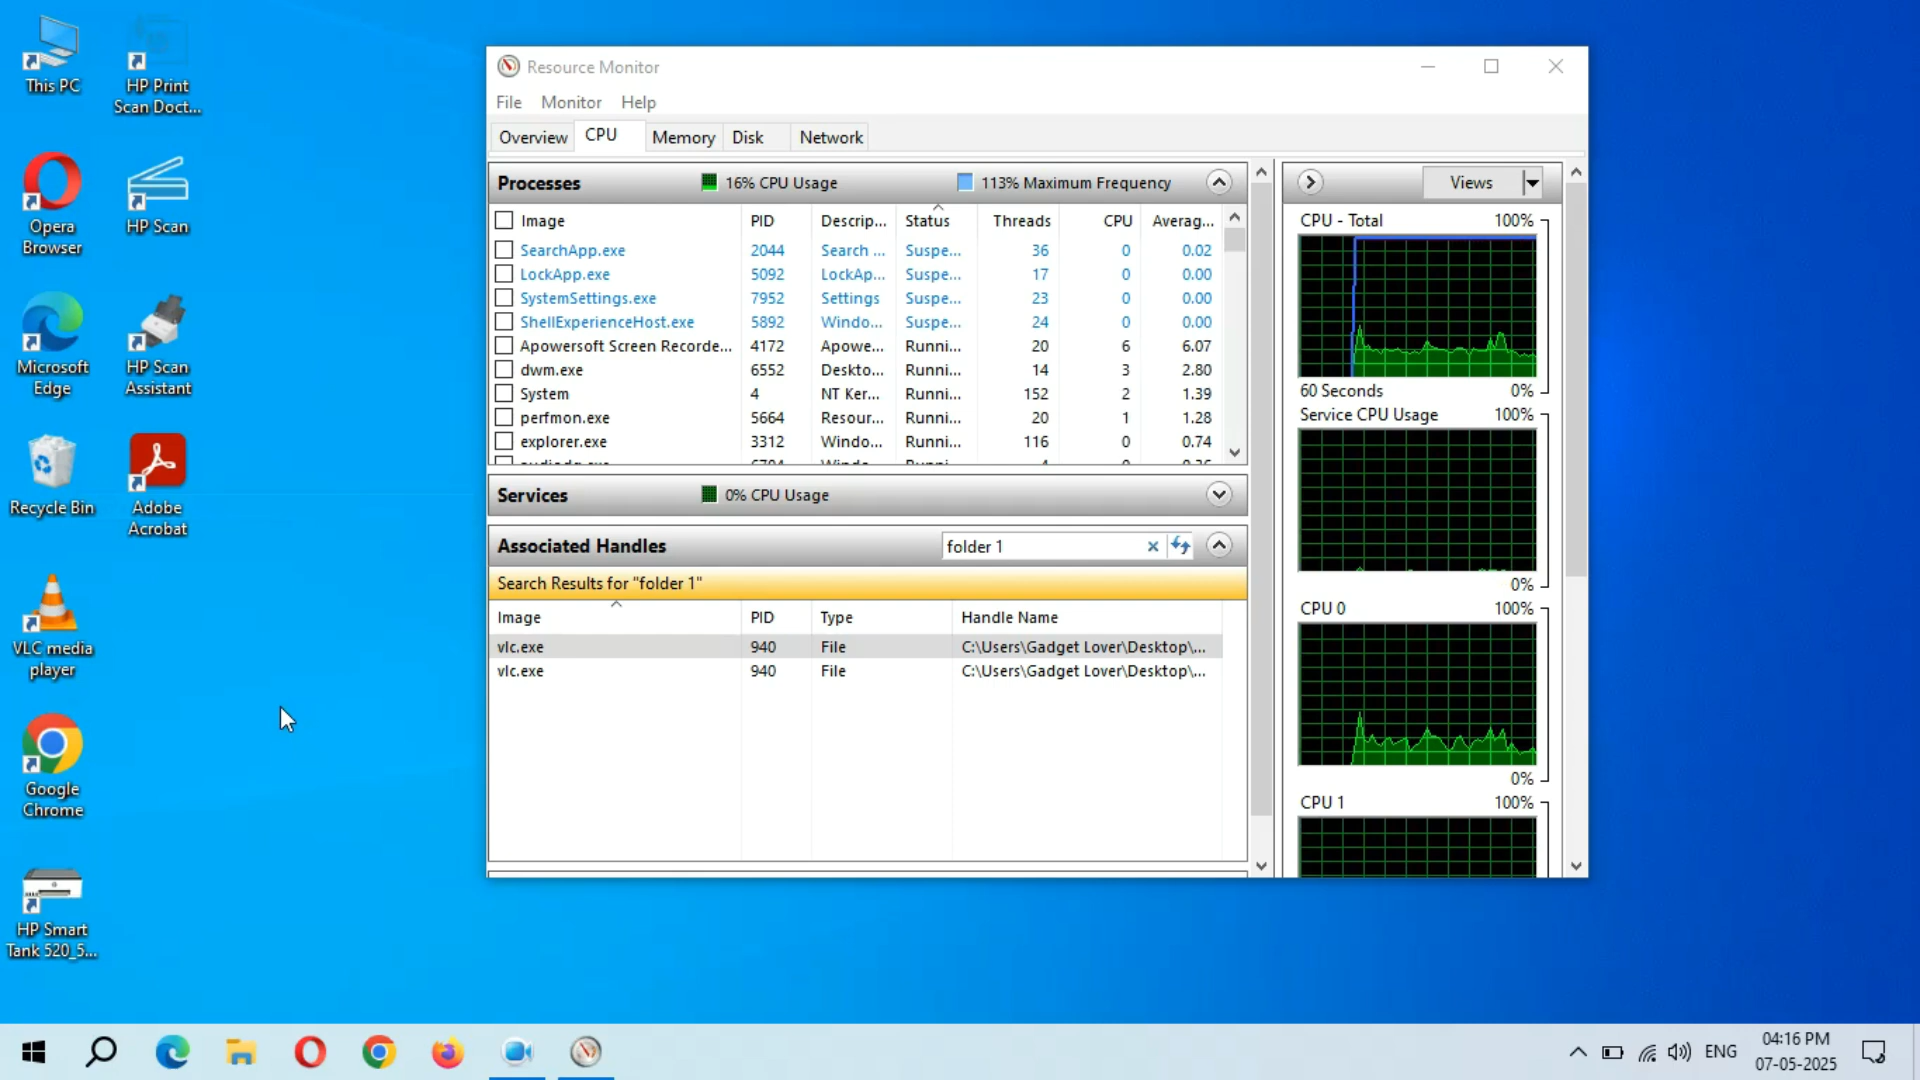 This PC
HP Print
Scan Doct...
Opera
Browser
HP Scan
Microsoft
Edge
HP Scan
Assistant
Recycle Bin
Adobe
Acrobat
VLC media
player
Google
Chrome
HP Smart
Tank 520_5...
Resource Monitor
File Monitor Help
Overview CPU Memory Disk Network
Processes 16% CPU Usage 113% Maximum Frequency
Image PID Descrip... Status Threads CPU Averag...
SearchApp.exe 2044 Search ... Suspe... 36 0 0.02
LockApp.exe 5092 LockAp... Suspe... 17 0 0.00
SystemSettings.exe 7952 Settings Suspe... 23 0 0.00
ShellExperienceHost.exe 5892 Windo... Suspe... 24 0 0.00
Apowersoft Screen Recorde... 4172 Apowe... Runni... 20 6 6.07
dwm.exe 6552 Deskto... Runni... 14 3 2.80
System 4 NT Ker... Runni... 152 2 1.39
perfmon.exe 5664 Resour... Runni... 20 1 1.28
explorer.exe 3312 Windo... Runni... 116 0 0.74
Services 0% CPU Usage
Associated Handles folder 1
Search Results for "folder 1"
Image PID Type Handle Name
vlc.exe 940 File C:\Users\Gadget Lover\Desktop\...
vlc.exe 940 File C:\Users\Gadget Lover\Desktop\...
Views
CPU - Total 100%
60 Seconds 0%
Service CPU Usage 100%
0%
CPU 0 100%
0%
CPU 1 100%
ENG
04:16 PM
07-05-2025